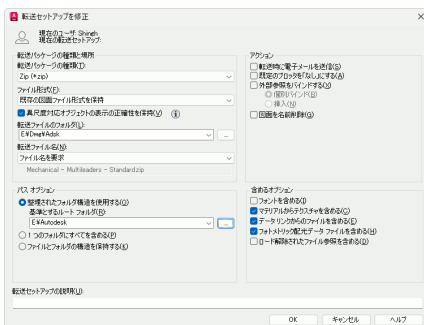 転送セットアップを修正
現在のユーザ: Shingh
現在の転送セットアップ:
転送パッケージの種類と場所
転送パッケージの種類(T):
Zip (*.zip)
ファイル形式(F):
既存の図面ファイル形式を保持
異尺度対応オブジェクトの表示の正確性を保持(V)
転送ファイルのフォルダ(L):
E:¥Dwg¥Adsk
...
転送ファイル名(N):
ファイル名を要求
Mechanical - Multileaders - Standard.zip
パス オプション
整理されたフォルダ構造を使用する(O)
基準とするルート フォルダ(R):
E:¥Autodesk
...
1 つのフォルダにすべてを含める(P)
ファイルとフォルダの構造を保持する(K)
アクション
転送時に電子メールを送信(S)
既定のプロッタを「なし」にする(A)
外部参照をバインドする(X)
個別バインド(B)
挿入(N)
図面を名前削除(G)
含めるオプション
フォントを含める(I)
マテリアルからテクスチャを含める(C)
データ リンクからのファイルを含める(E)
フォトメトリック配光データ ファイルを含める(H)
ロード解除されたファイル参照を含める(D)
転送セットアップの説明(U):
OK
キャンセル
ヘルプ